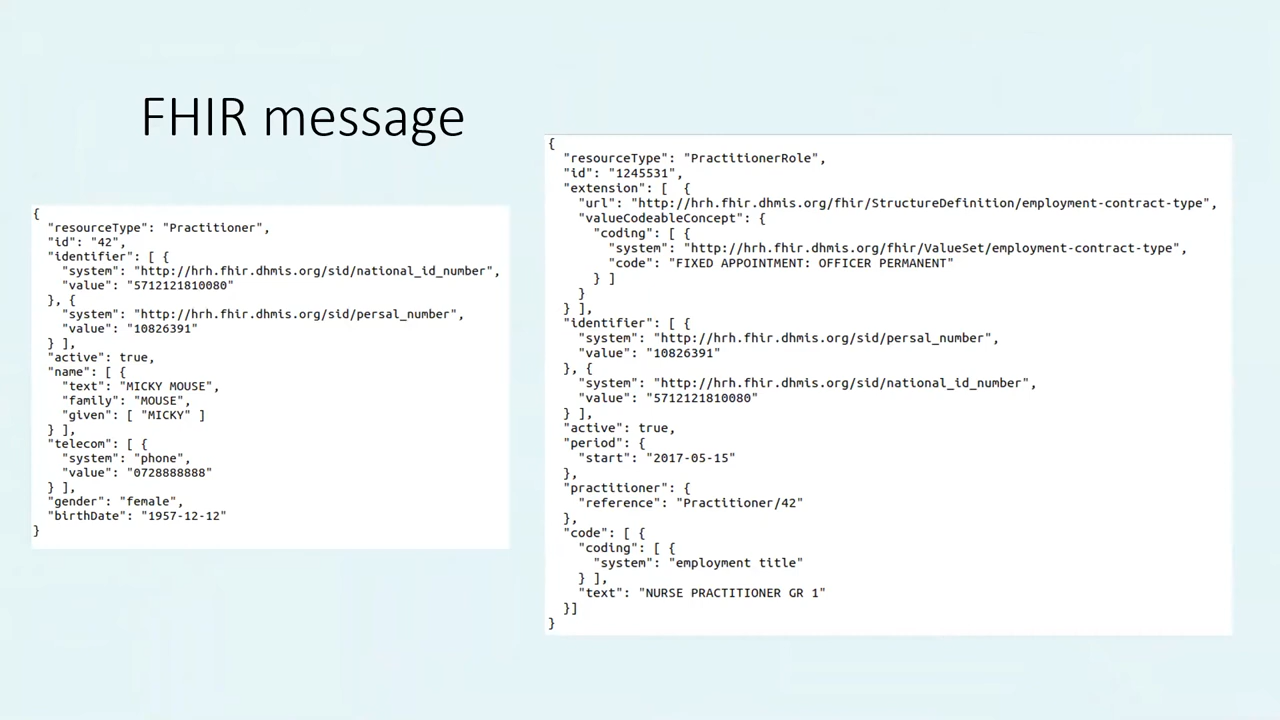 FHIR message
{
  "resourceType": "Practitioner",
  "id": "42",
  "identifier": [ {
    "system": "http://hrh.fhir.dhmis.org/sid/national_id_number",
    "value": "5712121810080"
  }, {
    "system": "http://hrh.fhir.dhmis.org/sid/persal_number",
    "value": "10826391"
  } ],
  "active": true,
  "name": [ {
    "text": "MICKY MOUSE",
    "family": "MOUSE",
    "given": [ "MICKY" ]
  } ],
  "telecom": [ {
    "system": "phone",
    "value": "0728888888"
  } ],
  "gender": "female",
  "birthDate": "1957-12-12"
}
{
  "resourceType": "PractitionerRole",
  "id": "1245531",
  "extension": [  {
    "url": "http://hrh.fhir.dhmis.org/fhir/StructureDefinition/employment-contract-type",
    "valueCodeableConcept": {
      "coding": [ {
        "system": "http://hrh.fhir.dhmis.org/fhir/ValueSet/employment-contract-type",
        "code": "FIXED APPOINTMENT: OFFICER PERMANENT"
      } ]
    }
  } ],
  "identifier": [ {
    "system": "http://hrh.fhir.dhmis.org/sid/persal_number",
    "value": "10826391"
  }, {
    "system": "http://hrh.fhir.dhmis.org/sid/national_id_number",
    "value": "5712121810080"
  } ],
  "active": true,
  "period": {
    "start": "2017-05-15"
  },
  "practitioner": {
    "reference": "Practitioner/42"
  },
  "code": [ {
    "coding": [ {
      "system": "employment title"
    } ],
    "text": "NURSE PRACTITIONER GR 1"
  }]
}